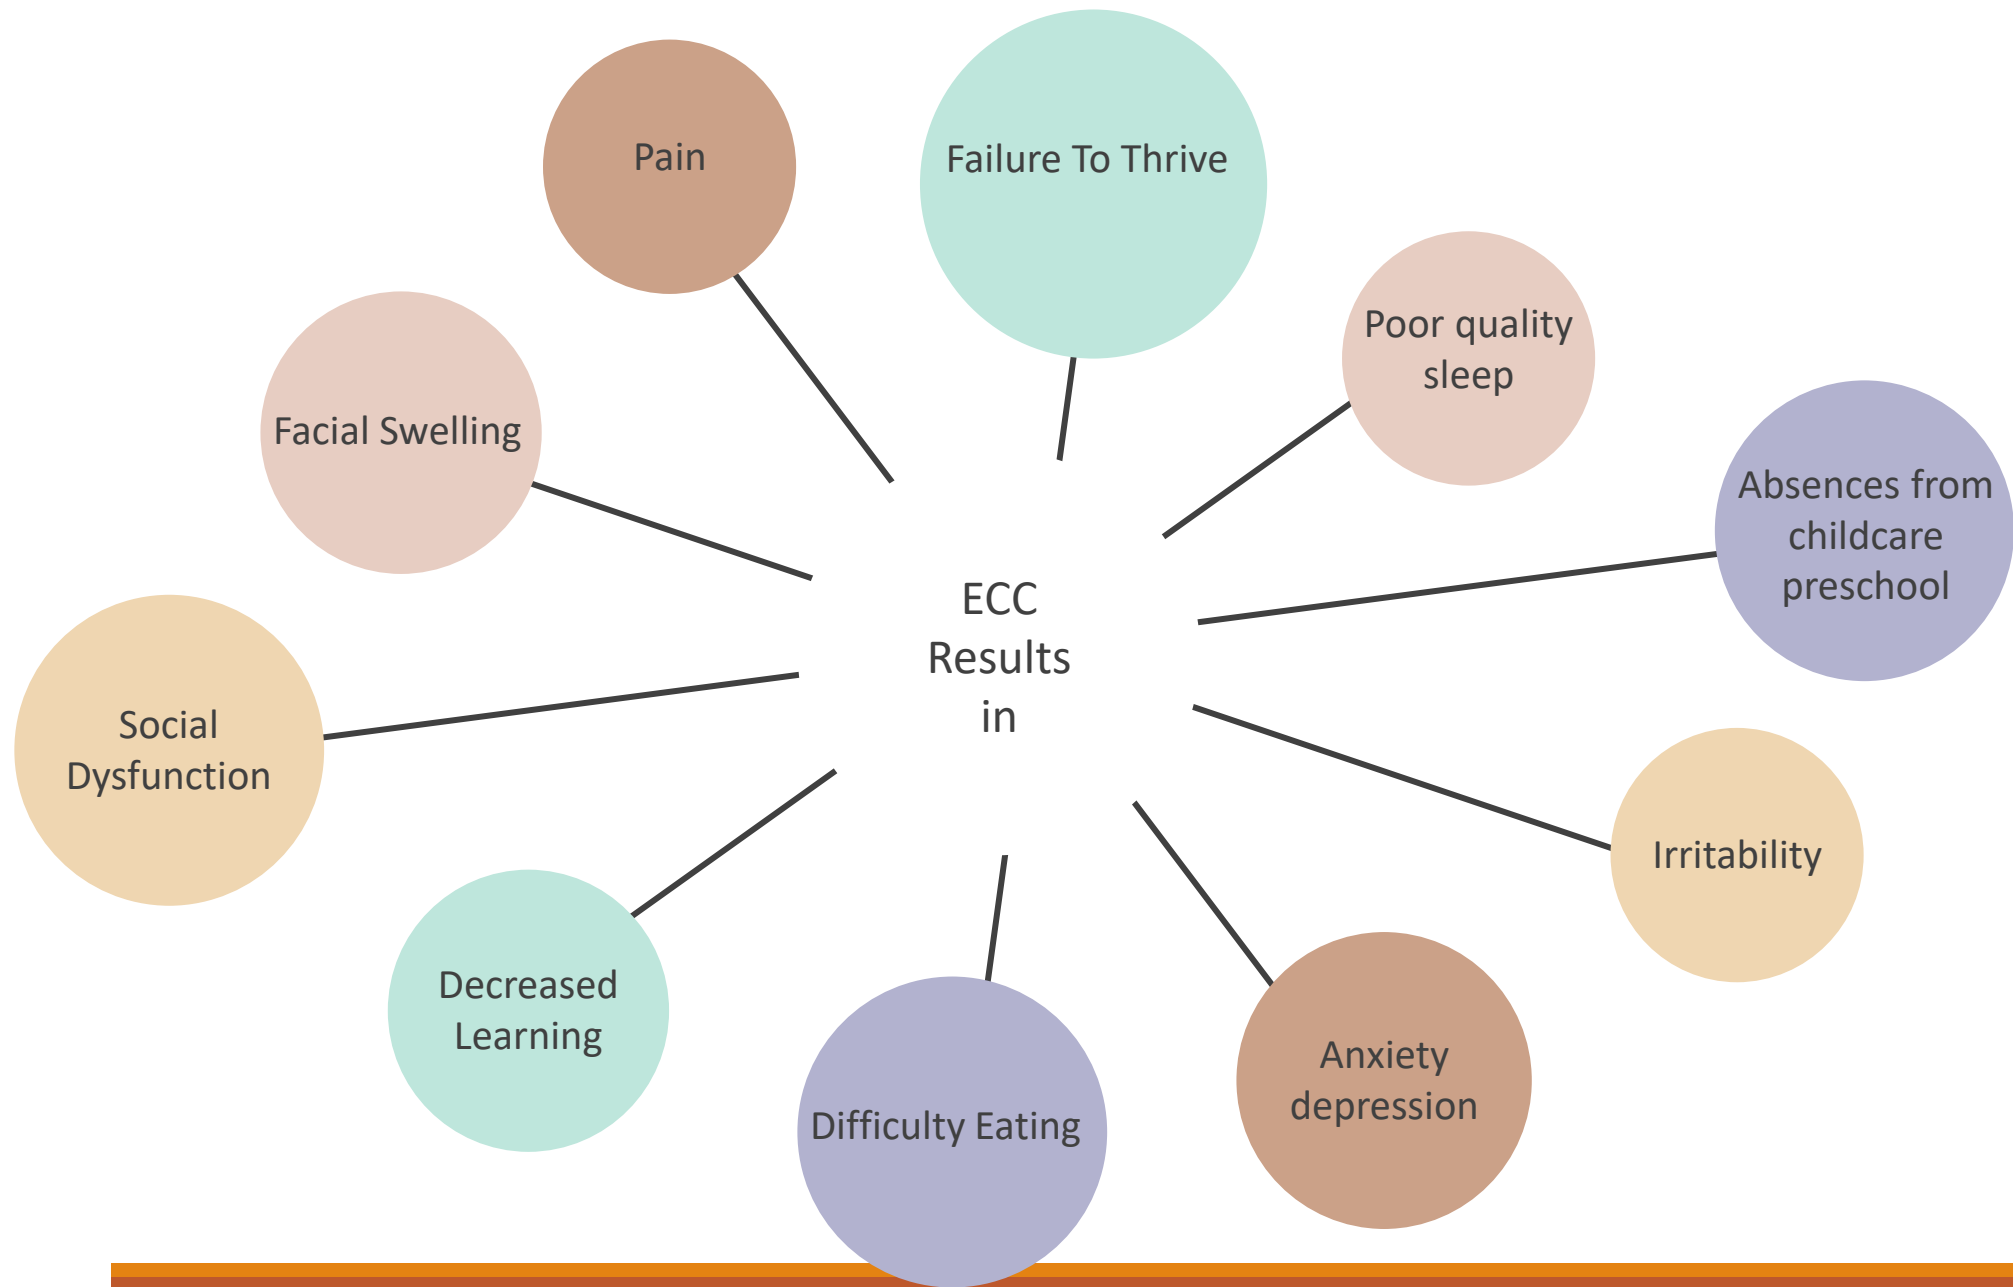 Pain
Failure To Thrive
Poor quality
sleep
Facial Swelling
Absences from
childcare
preschool
ECC
Results
in
Social
Dysfunction
Irritability
Decreased
Learning
Anxiety
depression
Difficulty Eating